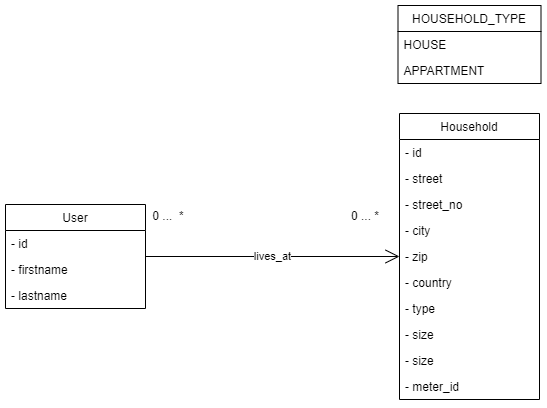 HOUSEHOLD_TYPE
HOUSE
APPARTMENT
Household
- id
- street
- street_no
- city
- zip
- country
- type
- size
- size
- meter_id
User
- id
- firstname
- lastname
0 ... *
0 ... *
lives_at